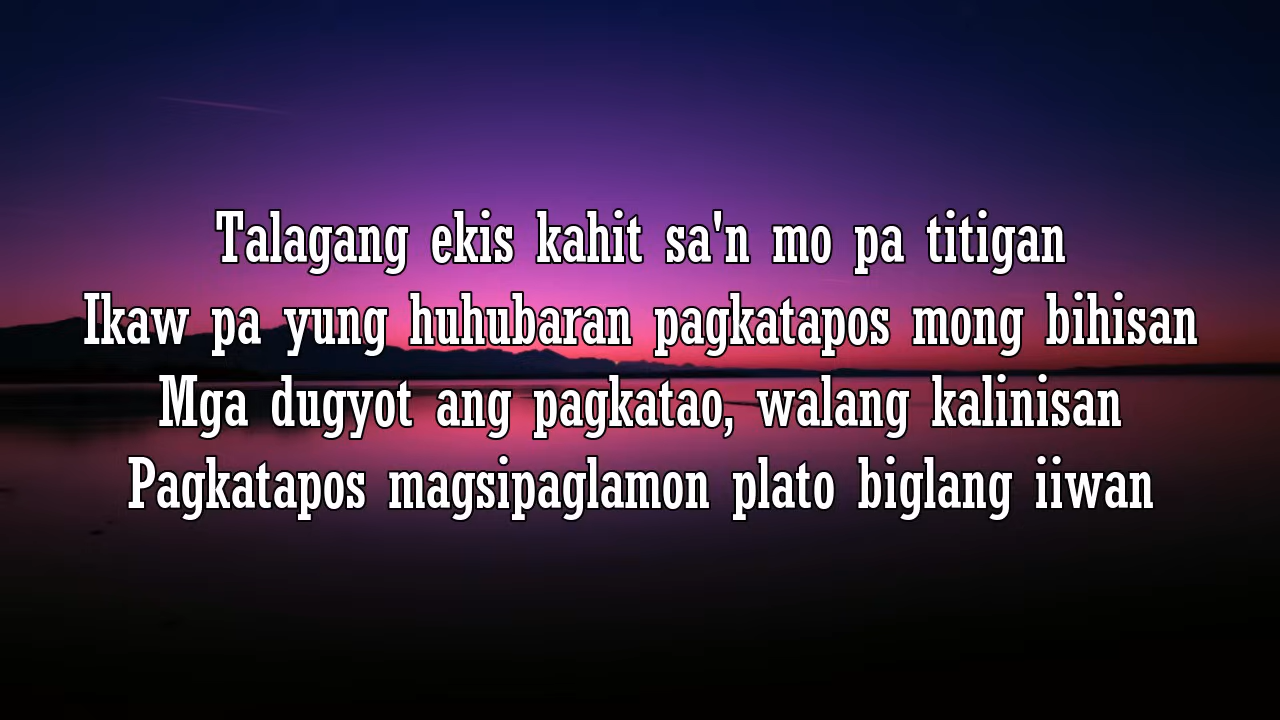 Talagang ekis kahit sa'n mo pa titigan
Ikaw pa yung huhubaran pagkatapos mong bihisan
Mga dugyot ang pagkatao, walang kalinisan
Pagkatapos magsipaglamon plato biglang iiwan